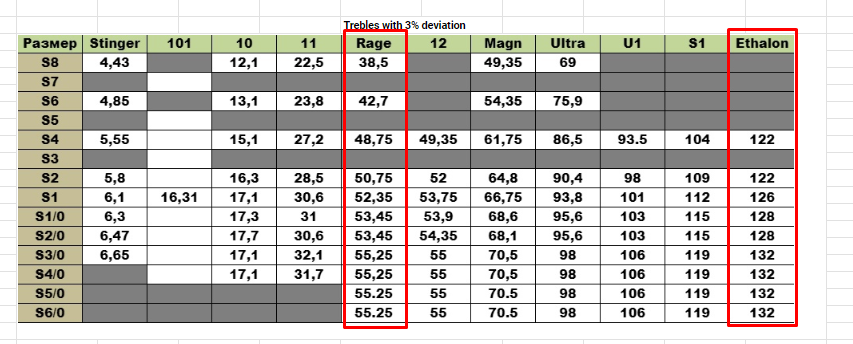 Trebles with 3% deviation
Размер Stinger 101 10 11 Rage 12 Magn Ultra U1 S1 Ethalon
S8 4,43 12,1 22,5 38,5 49,35 69
S7
S6 4,85 13,1 23,8 42,7 54,35 75,9
S5
S4 5,55 15,1 27,2 48,75 49,35 61,75 86,5 93.5 104 122
S3
S2 5,8 16,3 28,5 50,75 52 64,8 90,4 98 109 122
S1 6,1 16,31 17,1 30,6 52,35 53,75 66,75 93,8 101 112 126
S1/0 6,3 17,3 31 53,45 53,9 68,6 95,6 103 115 128
S2/0 6,47 17,7 30,6 53,45 54,35 68,1 95,6 103 115 128
S3/0 6,65 17,1 32,1 55,25 55 70,5 98 106 119 132
S4/0 17,1 31,7 55,25 55 70,5 98 106 119 132
S5/0 55.25 55 70.5 98 106 119 132
S6/0 55.25 55 70.5 98 106 119 132